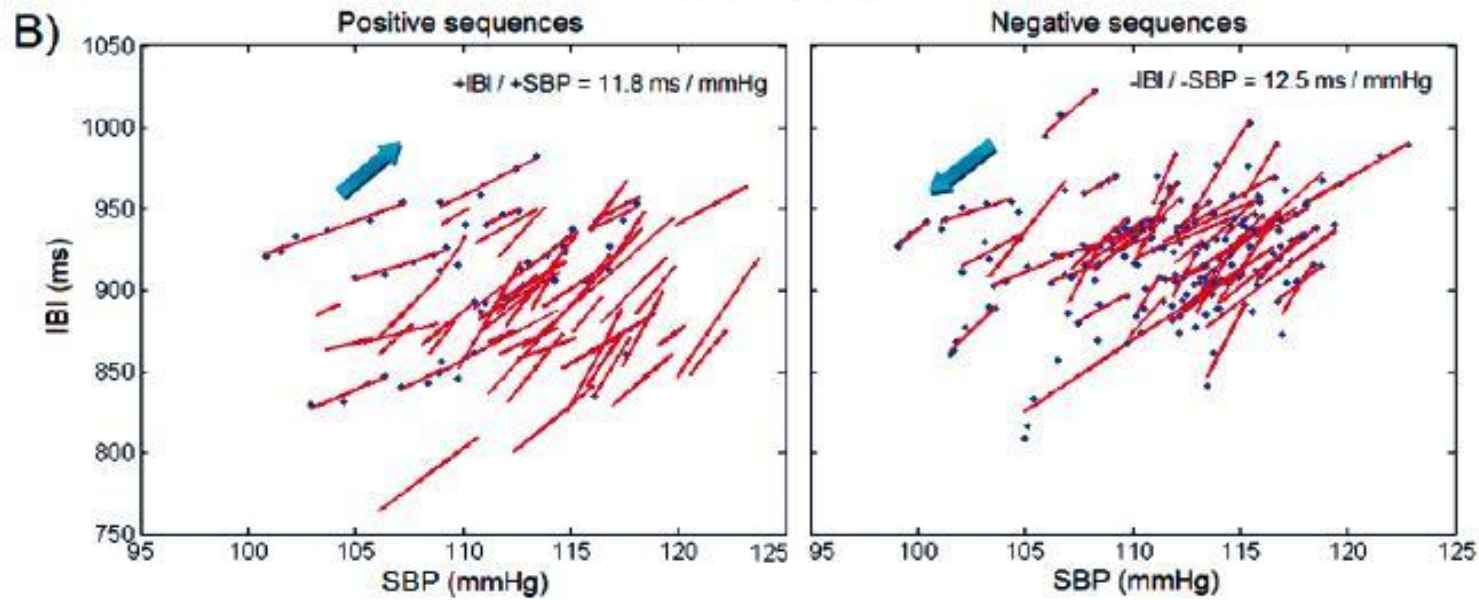 B)
Positive sequences
Negative sequences
+IBI / +SBP = 11.8 ms / mmHg
-IBI / -SBP = 12.5 ms / mmHg
IBI (ms)
1050
1000
950
900
850
800
750
95 100 105 110 115 120 125
95 100 105 110 115 120 125
SBP (mmHg)
SBP (mmHg)